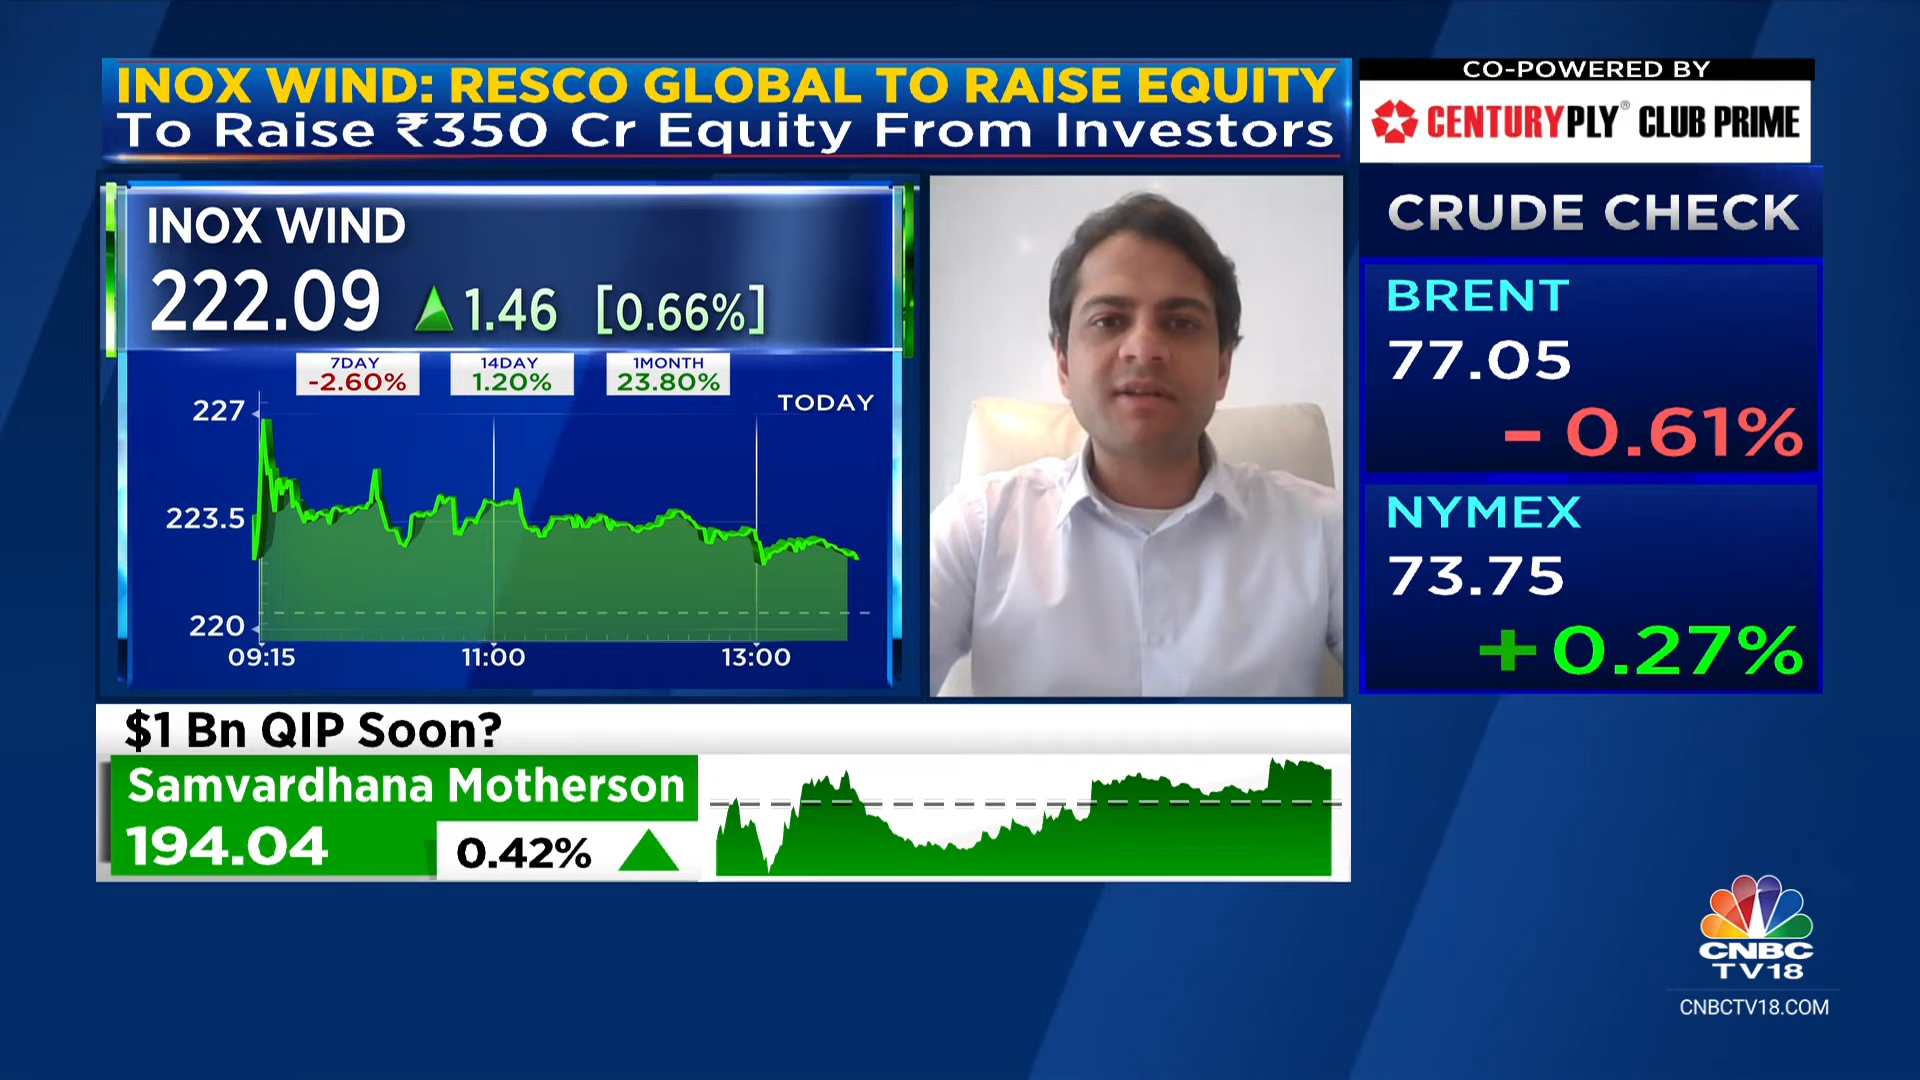 INOX WIND: RESCO GLOBAL TO RAISE EQUITY
To Raise ₹350 Cr Equity From Investors
CO-POWERED BY
CENTURYPLY® CLUB PRIME
INOX WIND
222.09 ▲ 1.46 [0.66%]
7DAY
-2.60%
14DAY
1.20%
1MONTH
23.80%
TODAY
227
223.5
220
09:15 11:00 13:00
CRUDE CHECK
BRENT
77.05
- 0.61%
NYMEX
73.75
+0.27%
$1 Bn QIP Soon?
Samvardhana Motherson
194.04 0.42% ▲
CNBC
TV18
CNBCTV18.COM